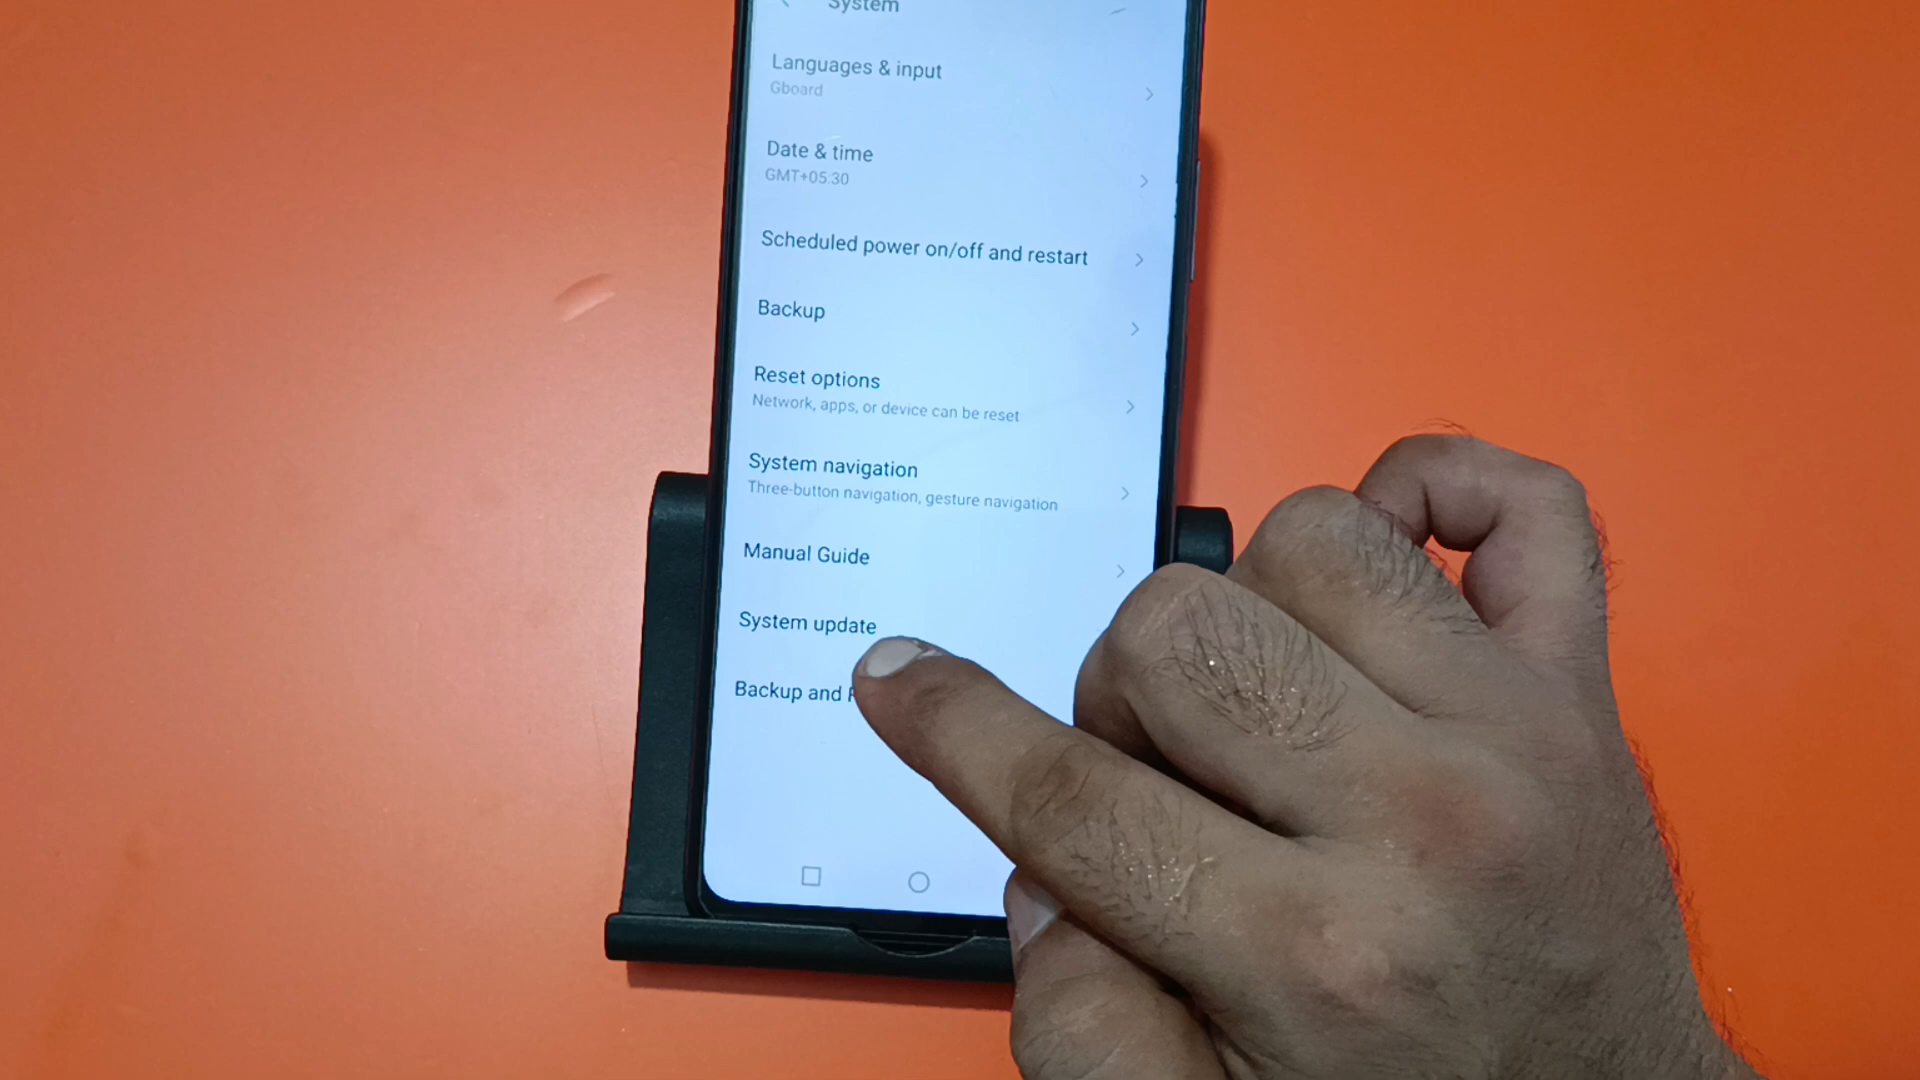 System
Languages & input
Gboard
Date & time
GMT+05:30
Scheduled power on/off and restart
Backup
Reset options
Network, apps, or device can be reset
System navigation
Three-button navigation, gesture navigation
Manual Guide
System update
Backup and